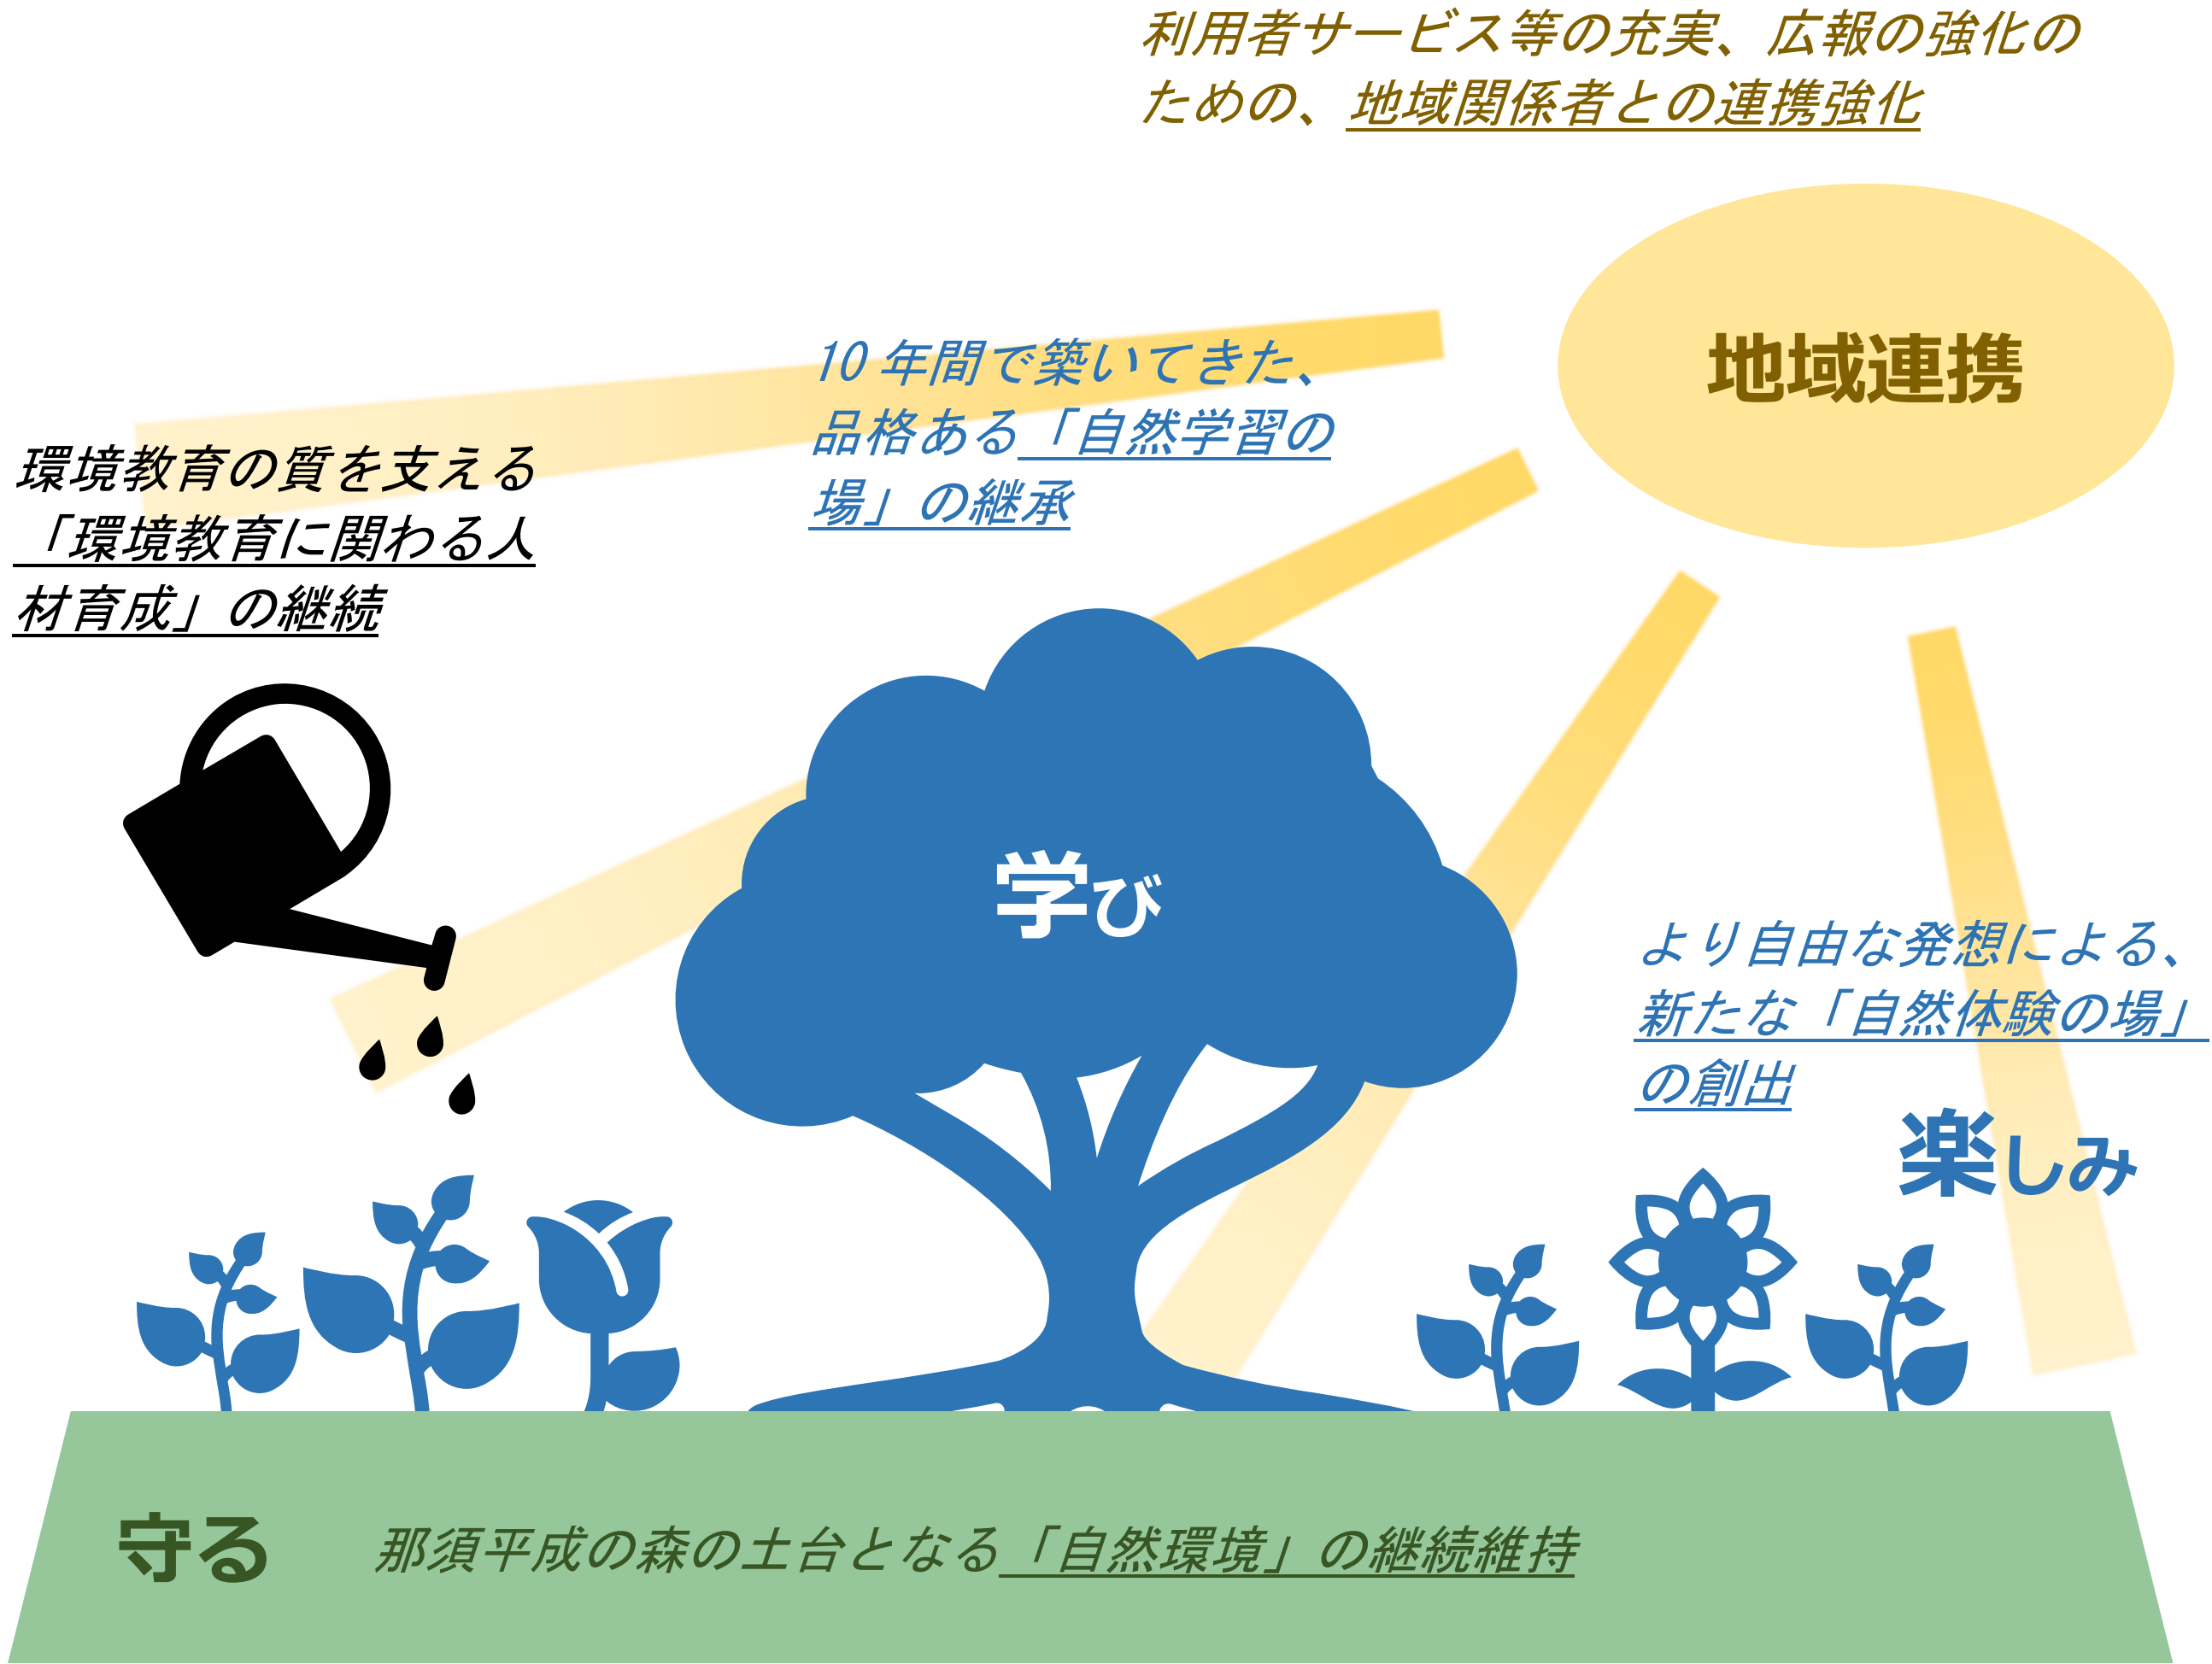 利用者サービス等の充実、広報の強化の
ための、地域関係者との連携強化
地域連携
10年間で築いてきた、
品格ある「自然学習の
場」の継承
環境教育の質を支える
「環境教育に関わる人
材育成」の継続
学び
より自由な発想による、
新たな「自然体験の場」
の創出
楽しみ
守る
那須平成の森の土台となる「自然環境」の継続維持